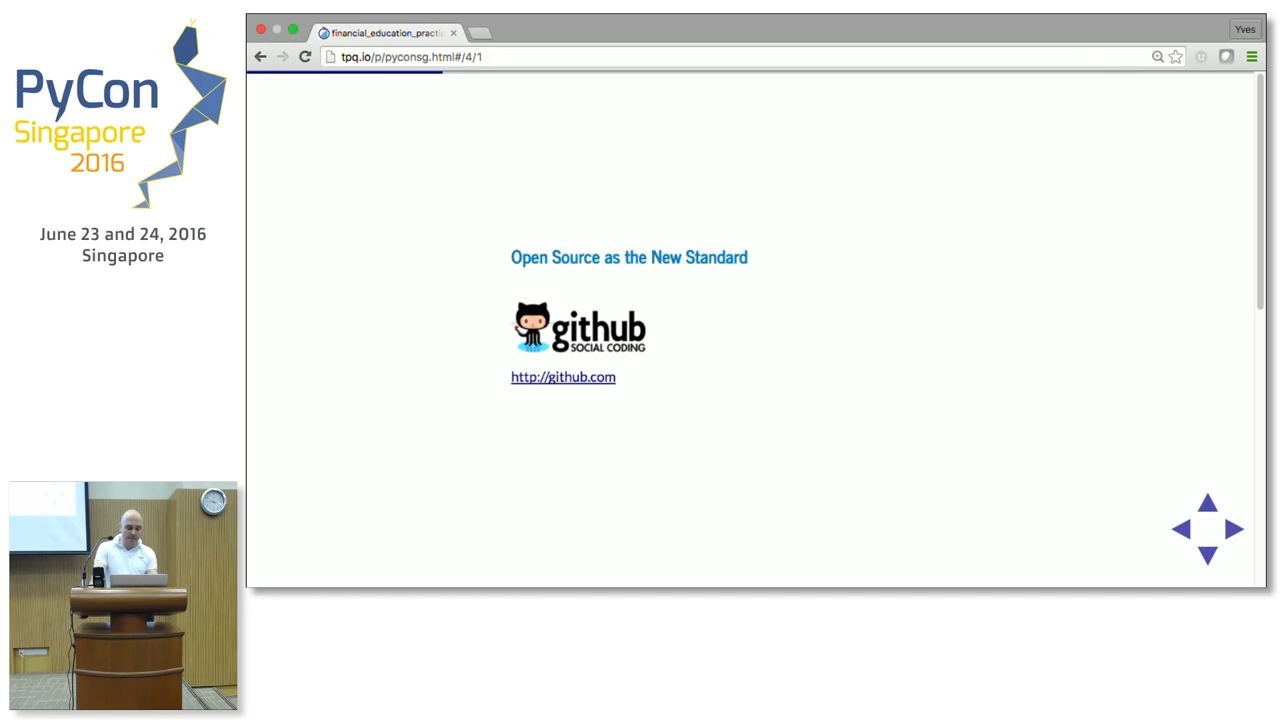 PyCon
Singapore
2016
June 23 and 24, 2016
Singapore
financial_education_practi
Yves
tpq.io/p/pyconsg.html#/4/1
Open Source as the New Standard
github
SOCIAL CODING
http://github.com